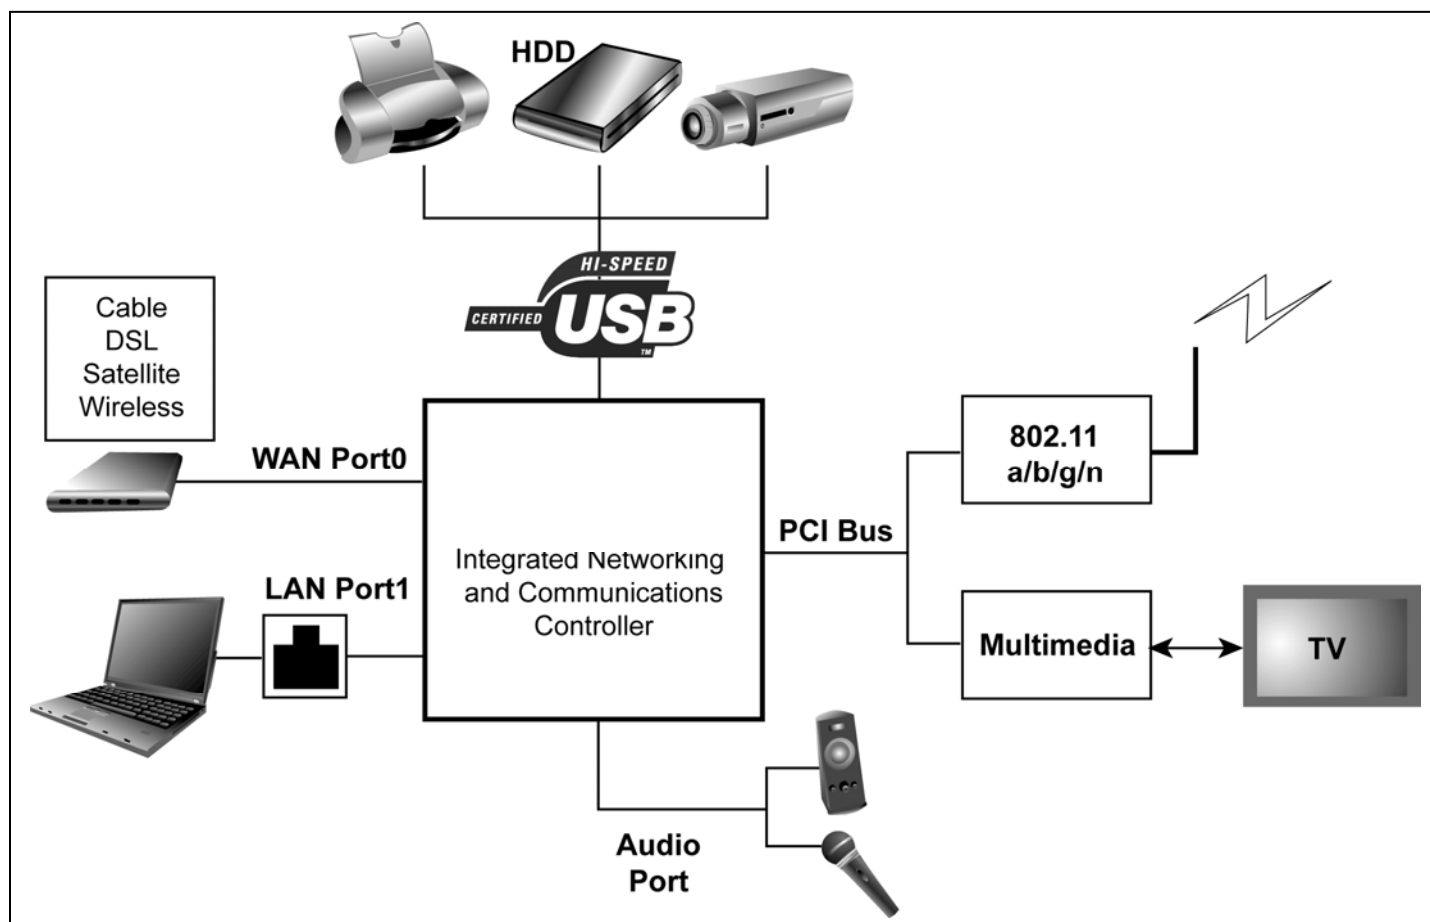 HDD
HI-SPEED
CERTIFIED
USB
TM
Cable
DSL
Satellite
Wireless
WAN Port0
802.11
a/b/g/n
PCI Bus
Integrated Networking
and Communications
Controller
LAN Port1
Multimedia
TV
Audio
Port